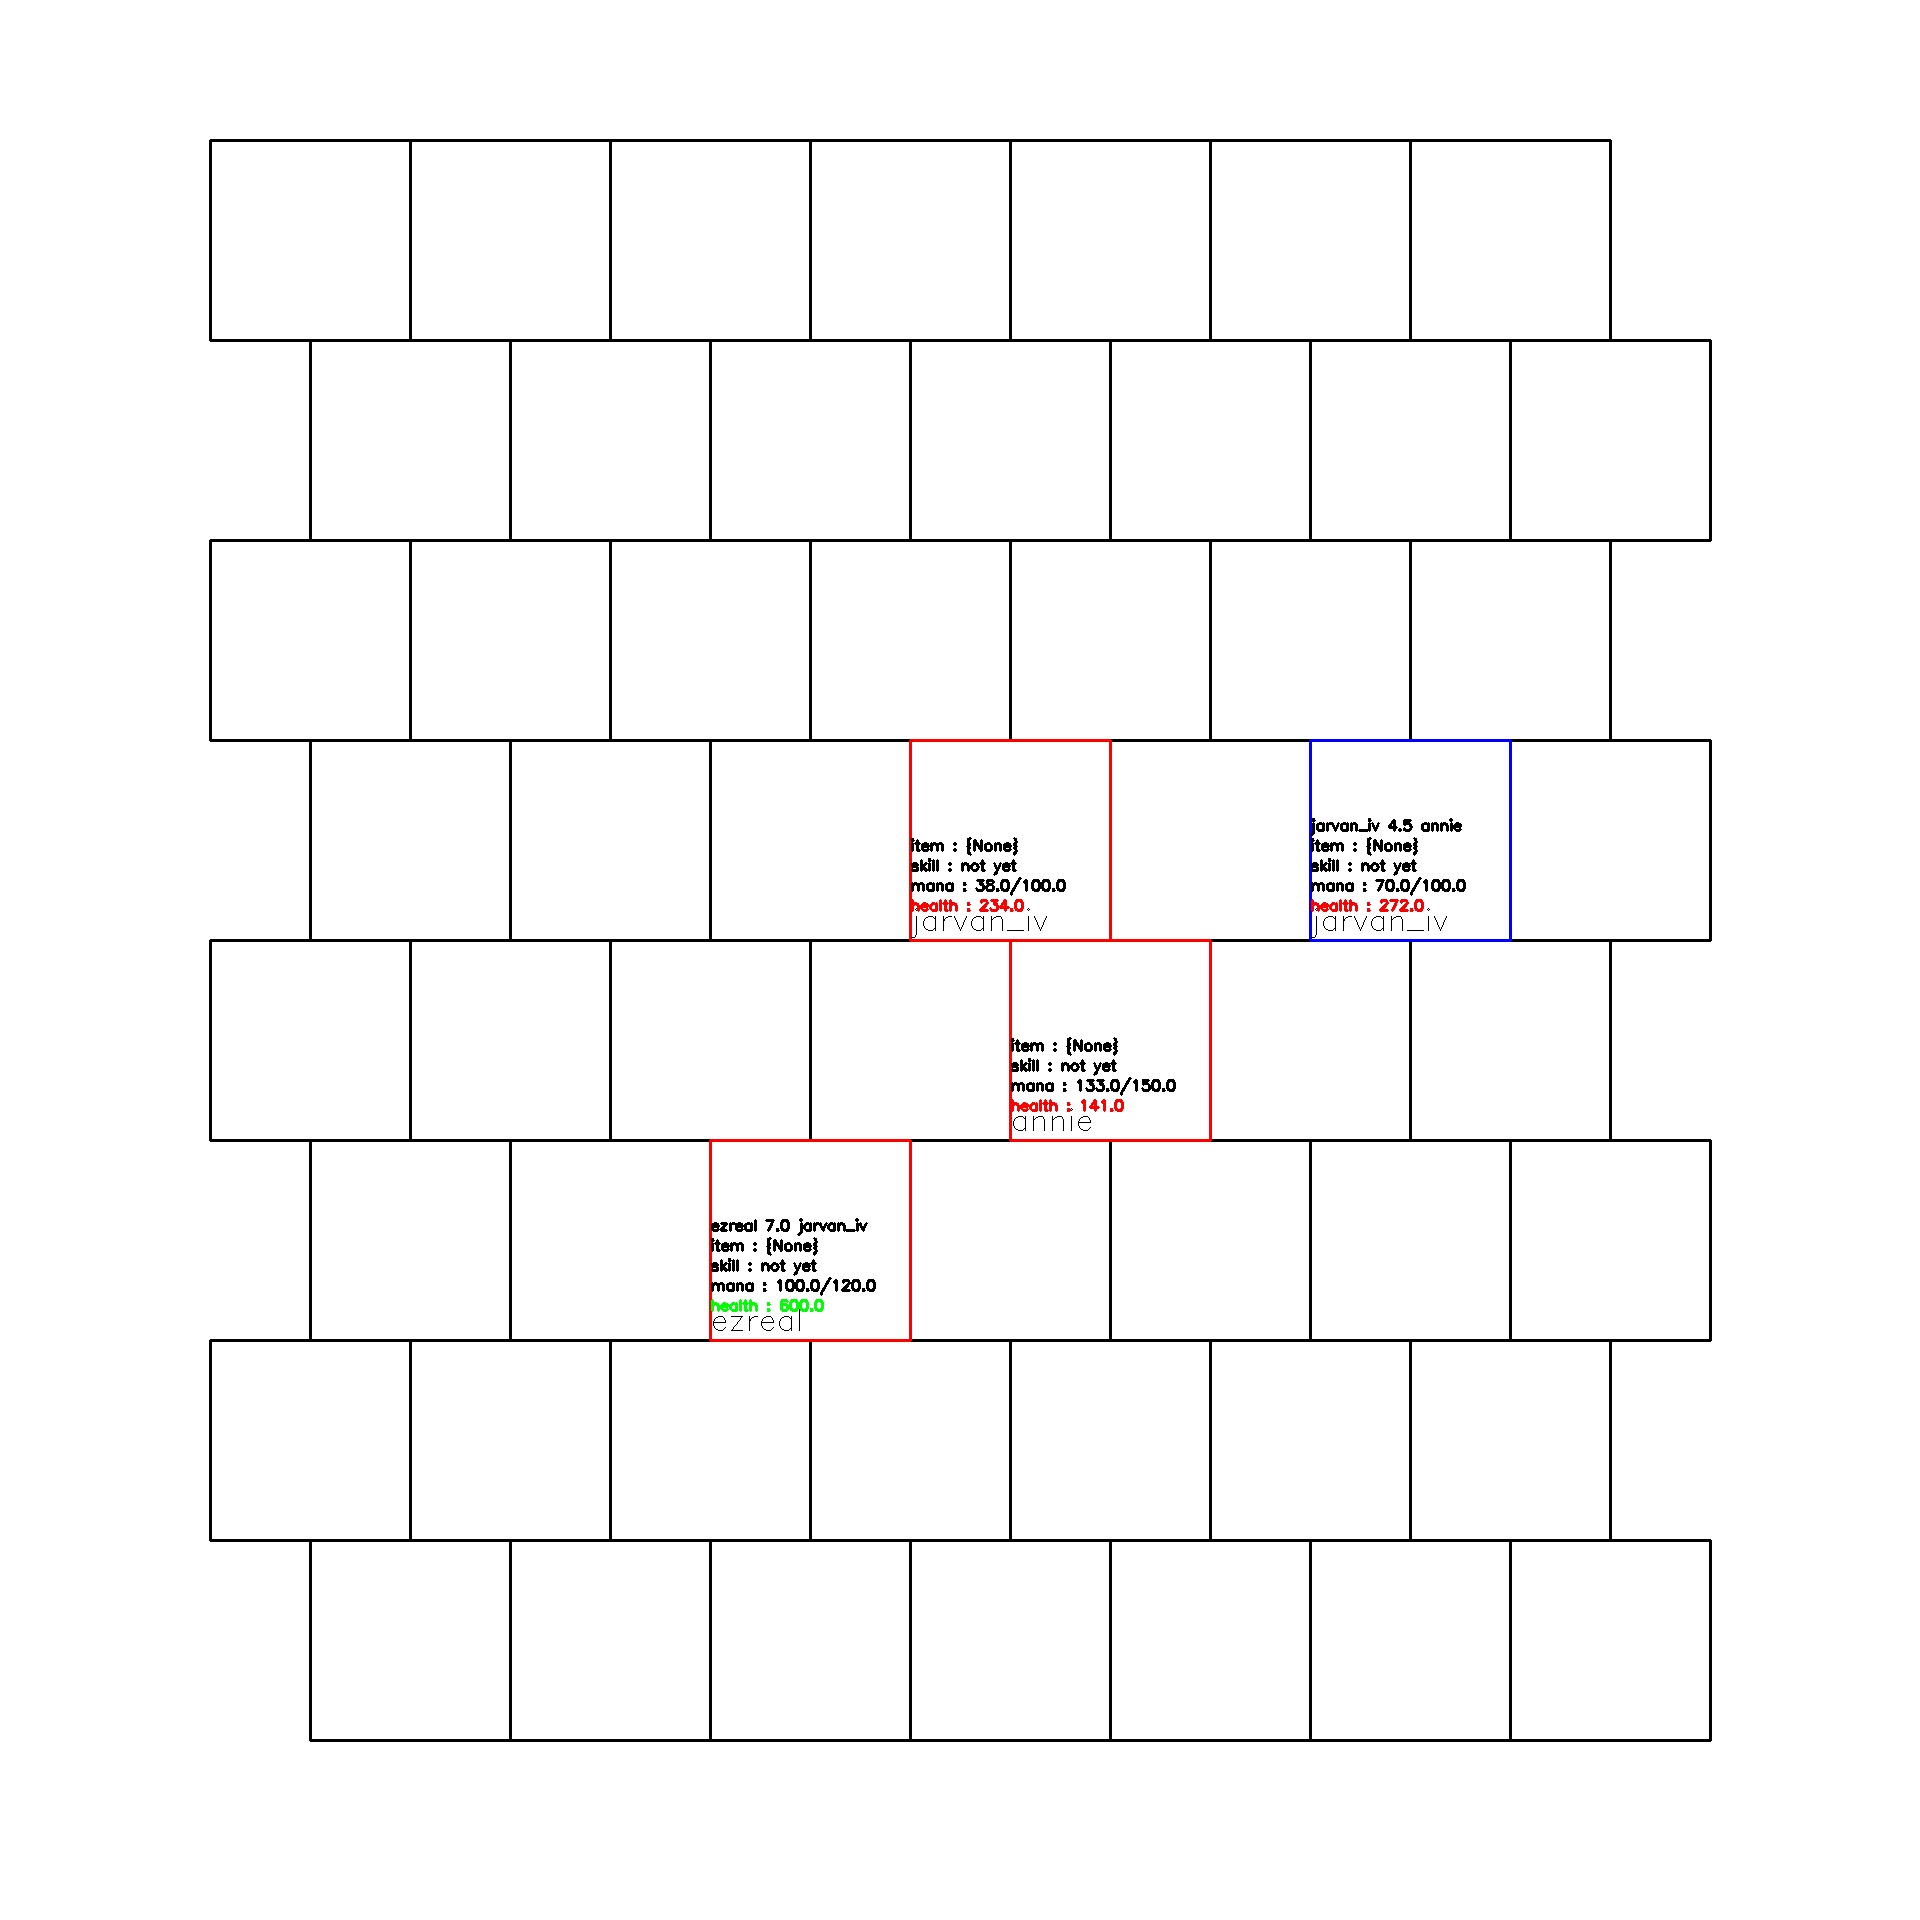 item : {None}
skill : not yet
mana : 38.0/100.0
health : 234.0
jarvan_iv
jarvan_iv 4.5 annie
item : {None}
skill : not yet
mana : 70.0/100.0
health : 272.0
jarvan_iv
item : {None}
skill : not yet
mana : 133.0/150.0
health : 141.0
annie
ezreal 7.0 jarvan_iv
item : {None}
skill : not yet
mana : 100.0/120.0
health : 600.0
ezreal